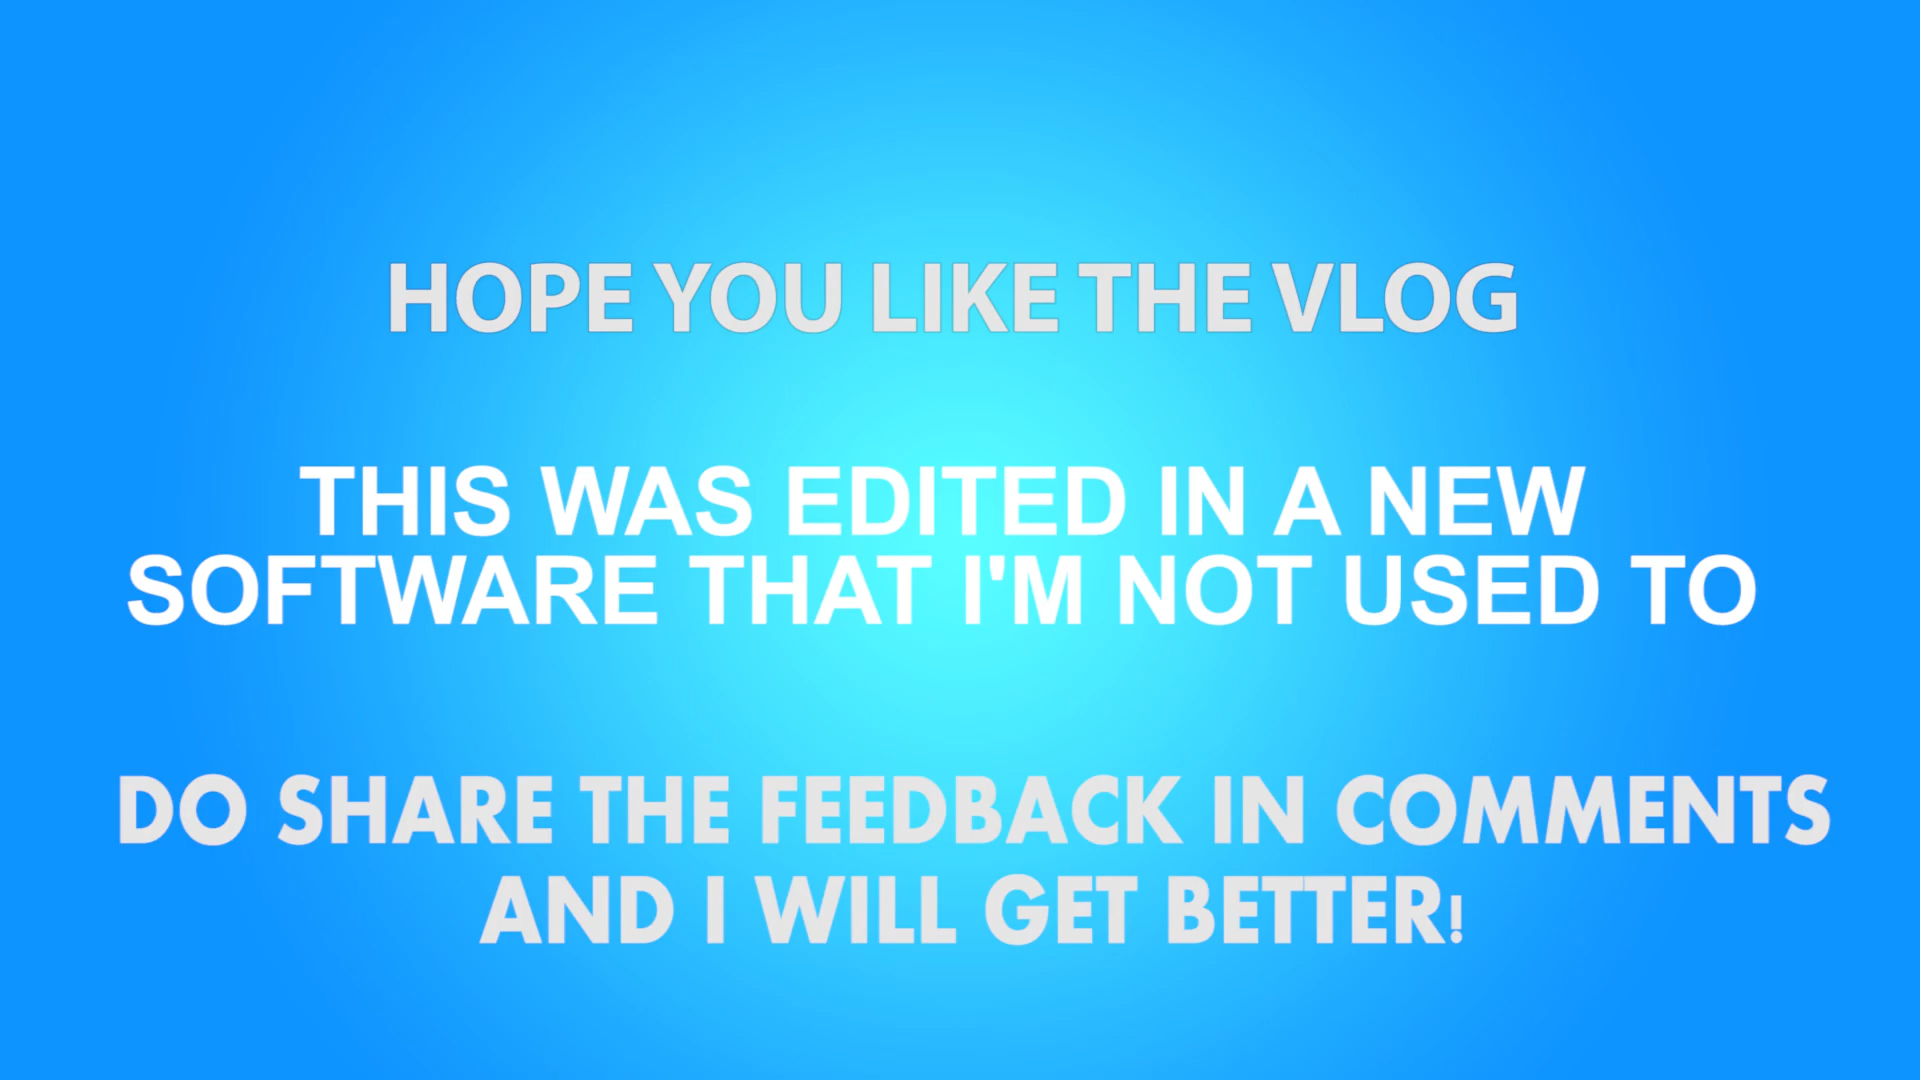 HOPE YOU LIKE THE VLOG
THIS WAS EDITED IN A NEW
SOFTWARE THAT I'M NOT USED TO
DO SHARE THE FEEDBACK IN COMMENTS
AND I WILL GET BETTER!